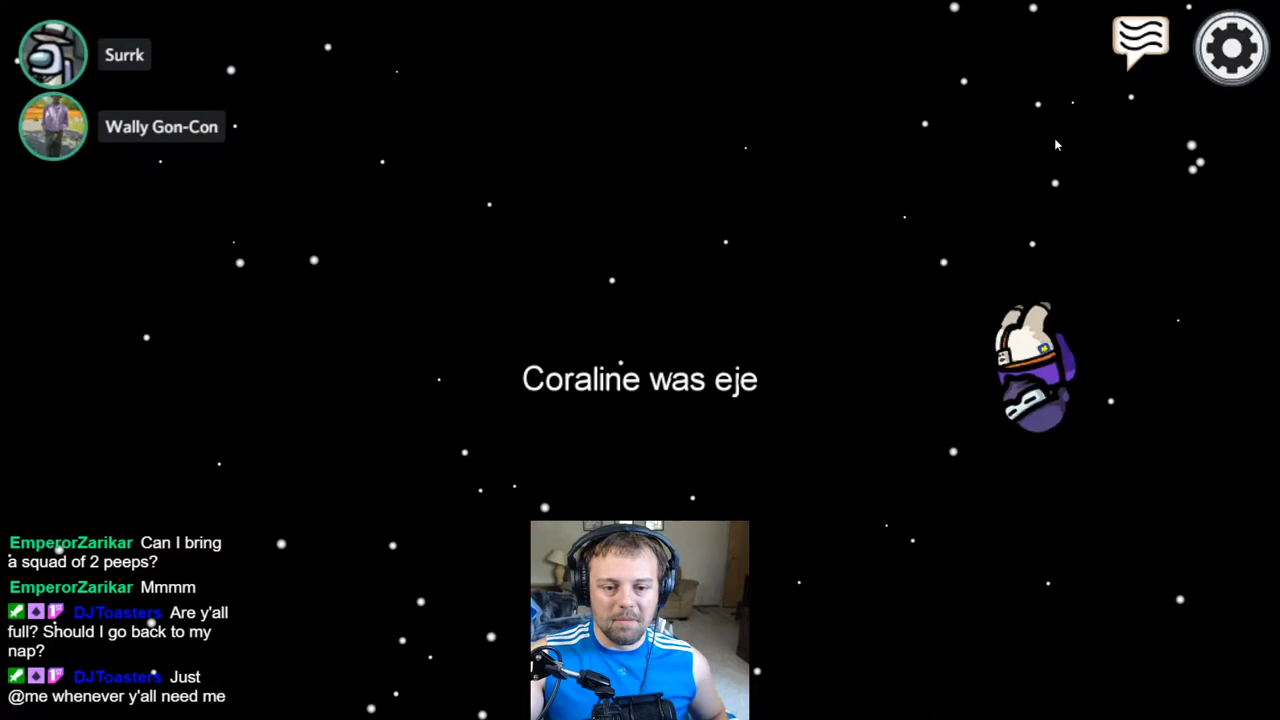 Surrk
Wally Gon-Con
Coraline was eje
EmperorZarikar Can I bring
a squad of 2 peeps?
EmperorZarikar Mmmm
DJToasters Are y'all
full? Should I go back to my
nap?
DJToasters Just
@me whenever y'all need me